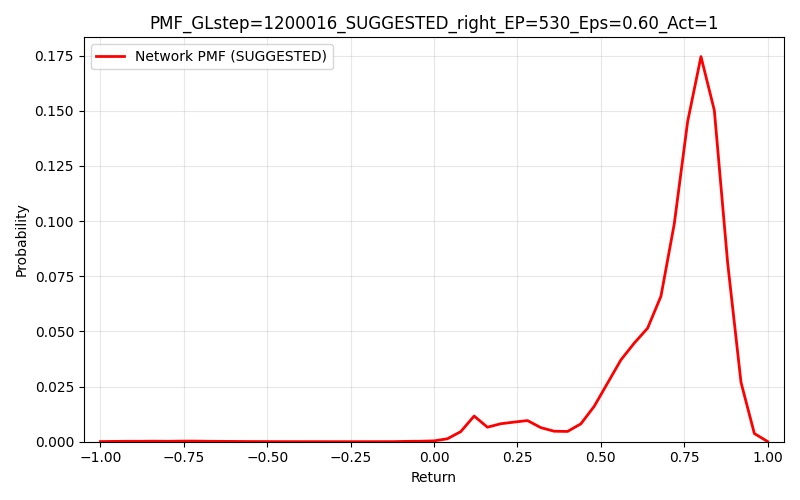 PMF_GLstep=1200016_SUGGESTED_right_EP=530_Eps=0.60_Act=1
Network PMF (SUGGESTED)
Probability
0.175
0.150
0.125
0.100
0.075
0.050
0.025
0.000
−1.00 −0.75 −0.50 −0.25 0.00 0.25 0.50 0.75 1.00
Return